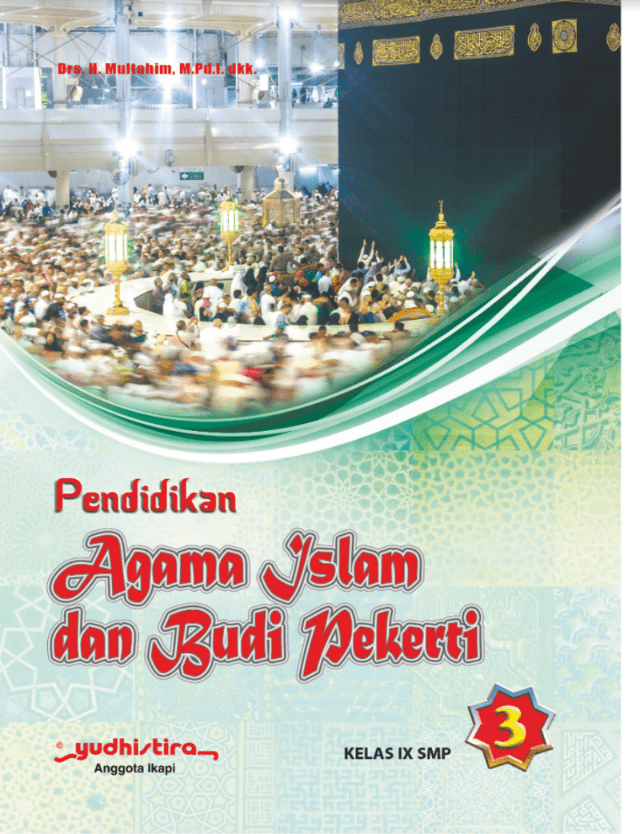 Drs, H. Multahim, M.Pd.I. dkk.
Pendidikan
Agama Islam
dan Budi Pekerti
3
© yudhistira
Anggota Ikapi
KELAS IX SMP